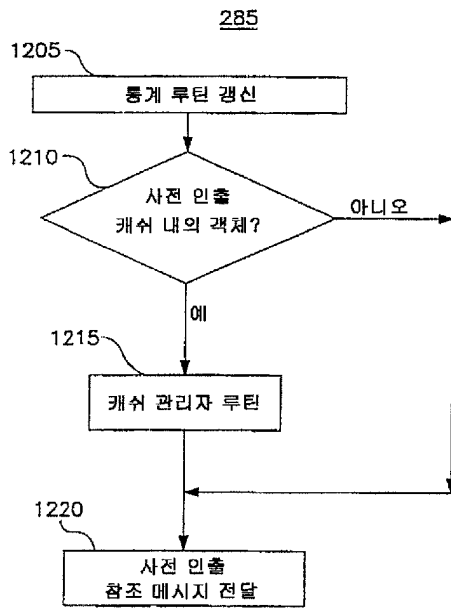 285
1205
통계 루틴 갱신
1210
사전 인출
캐쉬 내의 객체?
아니오
예
1215
캐쉬 관리자 루틴
1220
사전 인출
참조 메시지 전달